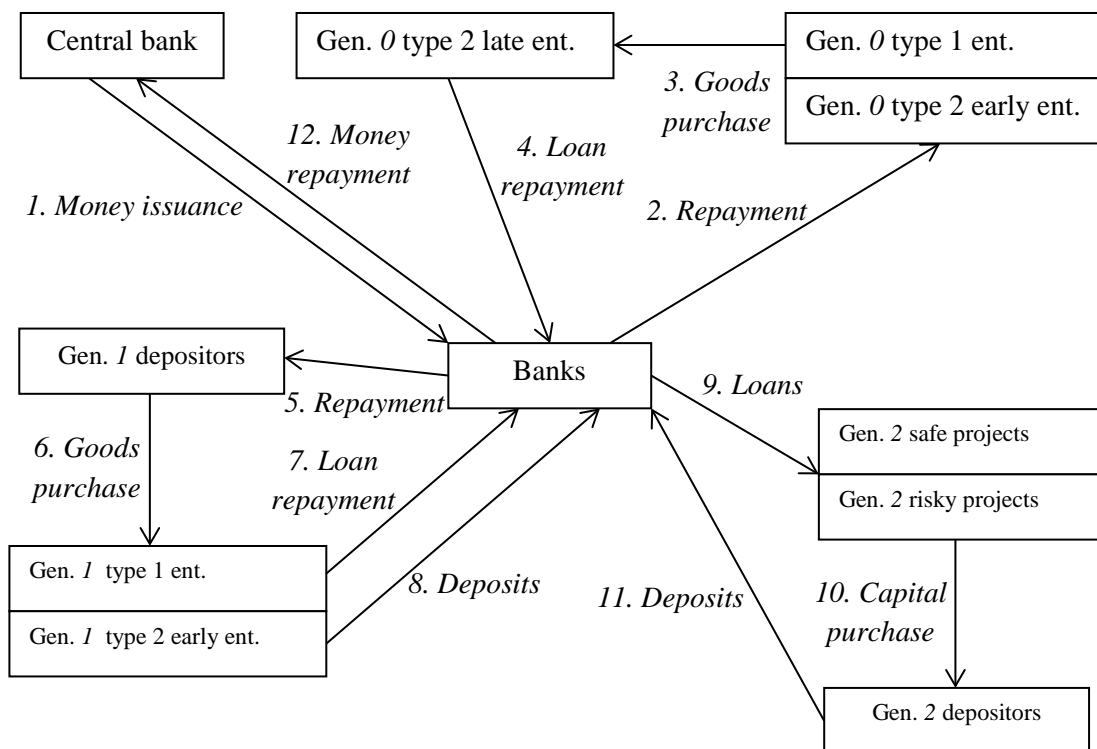 Central bank
Gen. 0 type 2 late ent.
Gen. 0 type 1 ent.
Gen. 0 type 2 early ent.
3. Goods
purchase
12. Money
repayment
4. Loan
repayment
1. Money issuance
2. Repayment
Gen. 1 depositors
Banks
9. Loans
5. Repayment
6. Goods
purchase
7. Loan
repayment
Gen. 2 safe projects
Gen. 2 risky projects
Gen. 1 type 1 ent.
Gen. 1 type 2 early ent.
8. Deposits
11. Deposits
10. Capital
purchase
Gen. 2 depositors